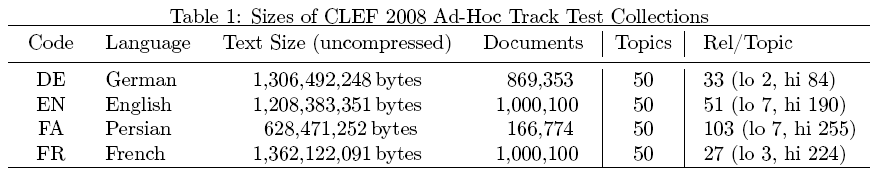 Table 1: Sizes of CLEF 2008 Ad-Hoc Track Test Collections
Code Language Text Size (uncompressed) Documents Topics Rel/Topic
DE German 1,306,492,248 bytes 869,353 50 33 (lo 2, hi 84)
EN English 1,208,383,351 bytes 1,000,100 50 51 (lo 7, hi 190)
FA Persian 628,471,252 bytes 166,774 50 103 (lo 7, hi 255)
FR French 1,362,122,091 bytes 1,000,100 50 27 (lo 3, hi 224)